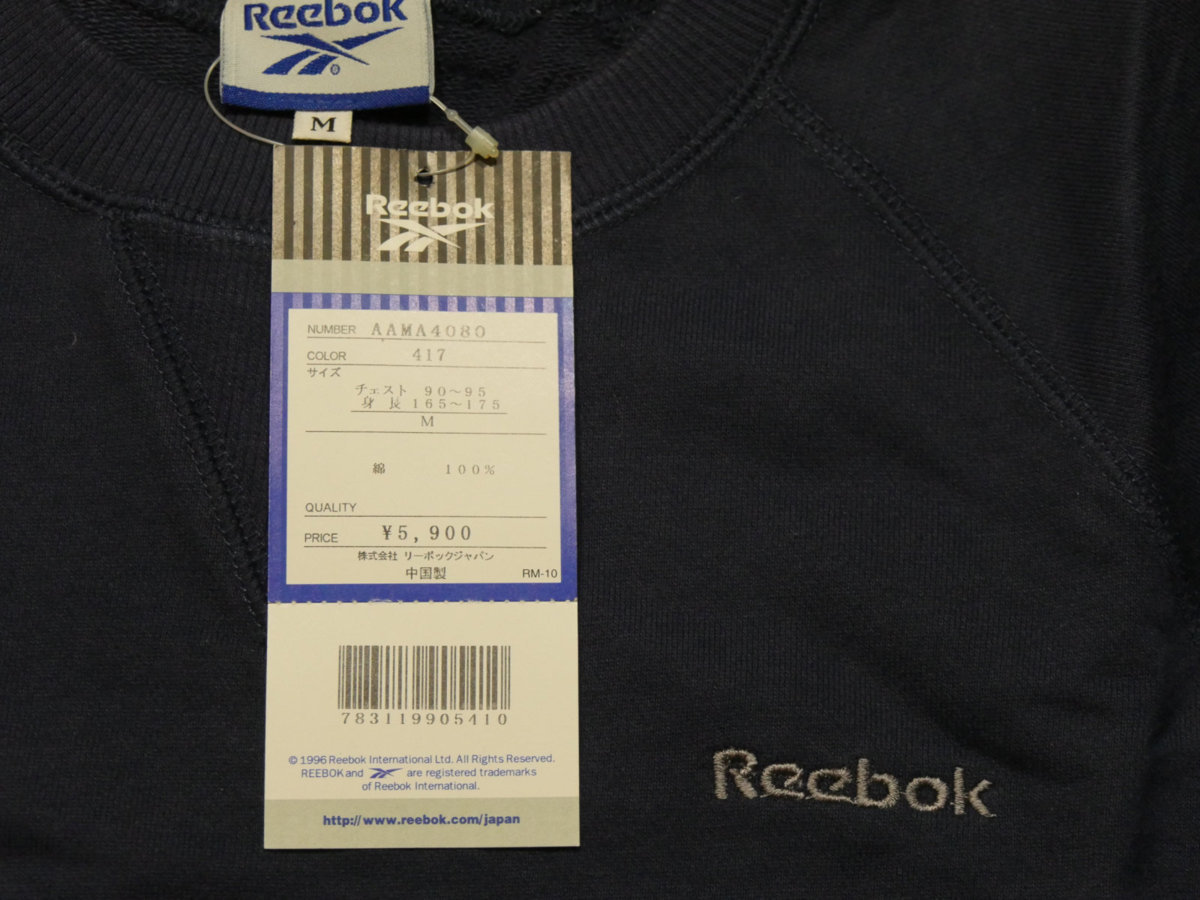 Reebok
®
M
Reebok
NUMBER AAMA4080
COLOR 417
サイズ
チェスト 90～95
身長 165～175
M
綿 100%
QUALITY
PRICE ¥5,900
株式会社 リーボックジャパン
中国製 RM-10
783119905410
© 1996 Reebok International Ltd. All Rights Reserved.
REEBOK and are registered trademarks
of Reebok International.
http://www.reebok.com/japan
Reebok